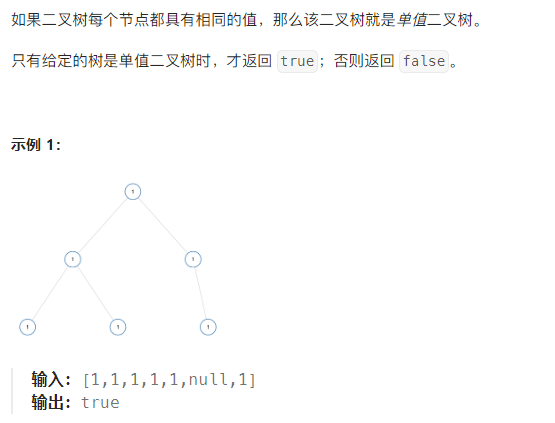 如果二叉树每个节点都具有相同的值，那么该二叉树就是单值二叉树。
只有给定的树是单值二叉树时，才返回 true；否则返回 false。
示例 1：
1
1
1
1
1
1
输入：[1,1,1,1,1,null,1]
输出：true